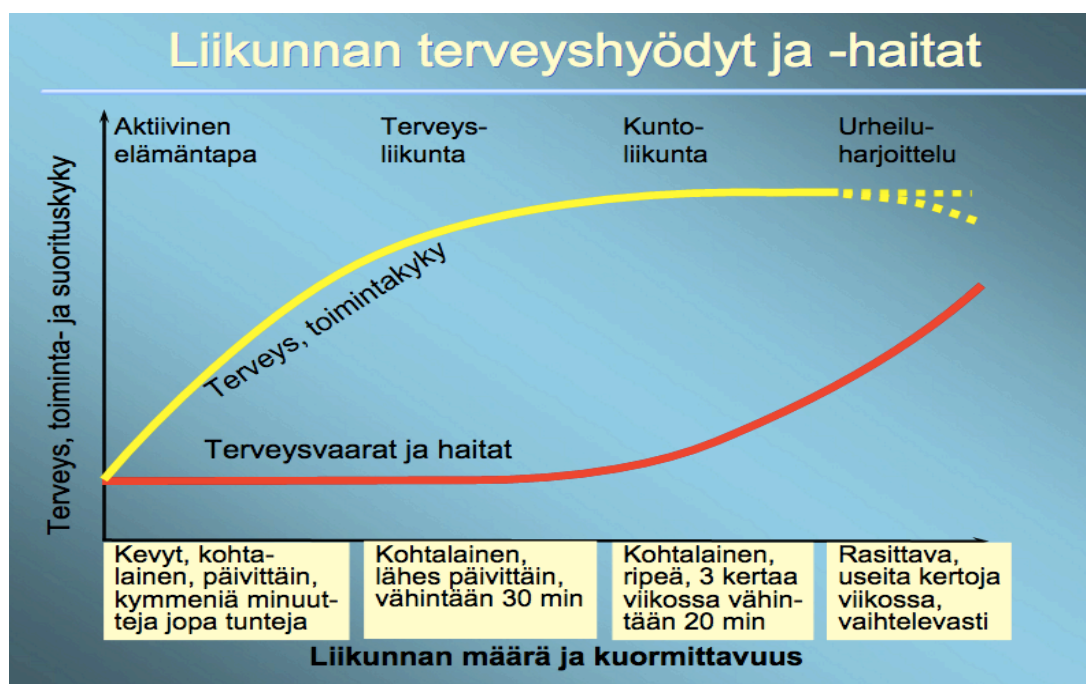 Liikunnan terveyshyödyt ja -haitat
Terveys, toiminta- ja suorituskyky
Aktiivinen
elämäntapa
Terveys-
liikunta
Kunto-
liikunta
Urheilu-
harjoittelu
Terveys, toimintakyky
Terveysvaarat ja haitat
Kevyt, kohta-
lainen, päivittäin,
kymmeniä minuut-
teja jopa tunteja
Kohtalainen,
lähes päivittäin,
vähintään 30 min
Kohtalainen,
ripeä, 3 kertaa
viikossa vähin-
tään 20 min
Rasittava,
useita kertoja
viikossa,
vaihtelevasti
Liikunnan määrä ja kuormittavuus